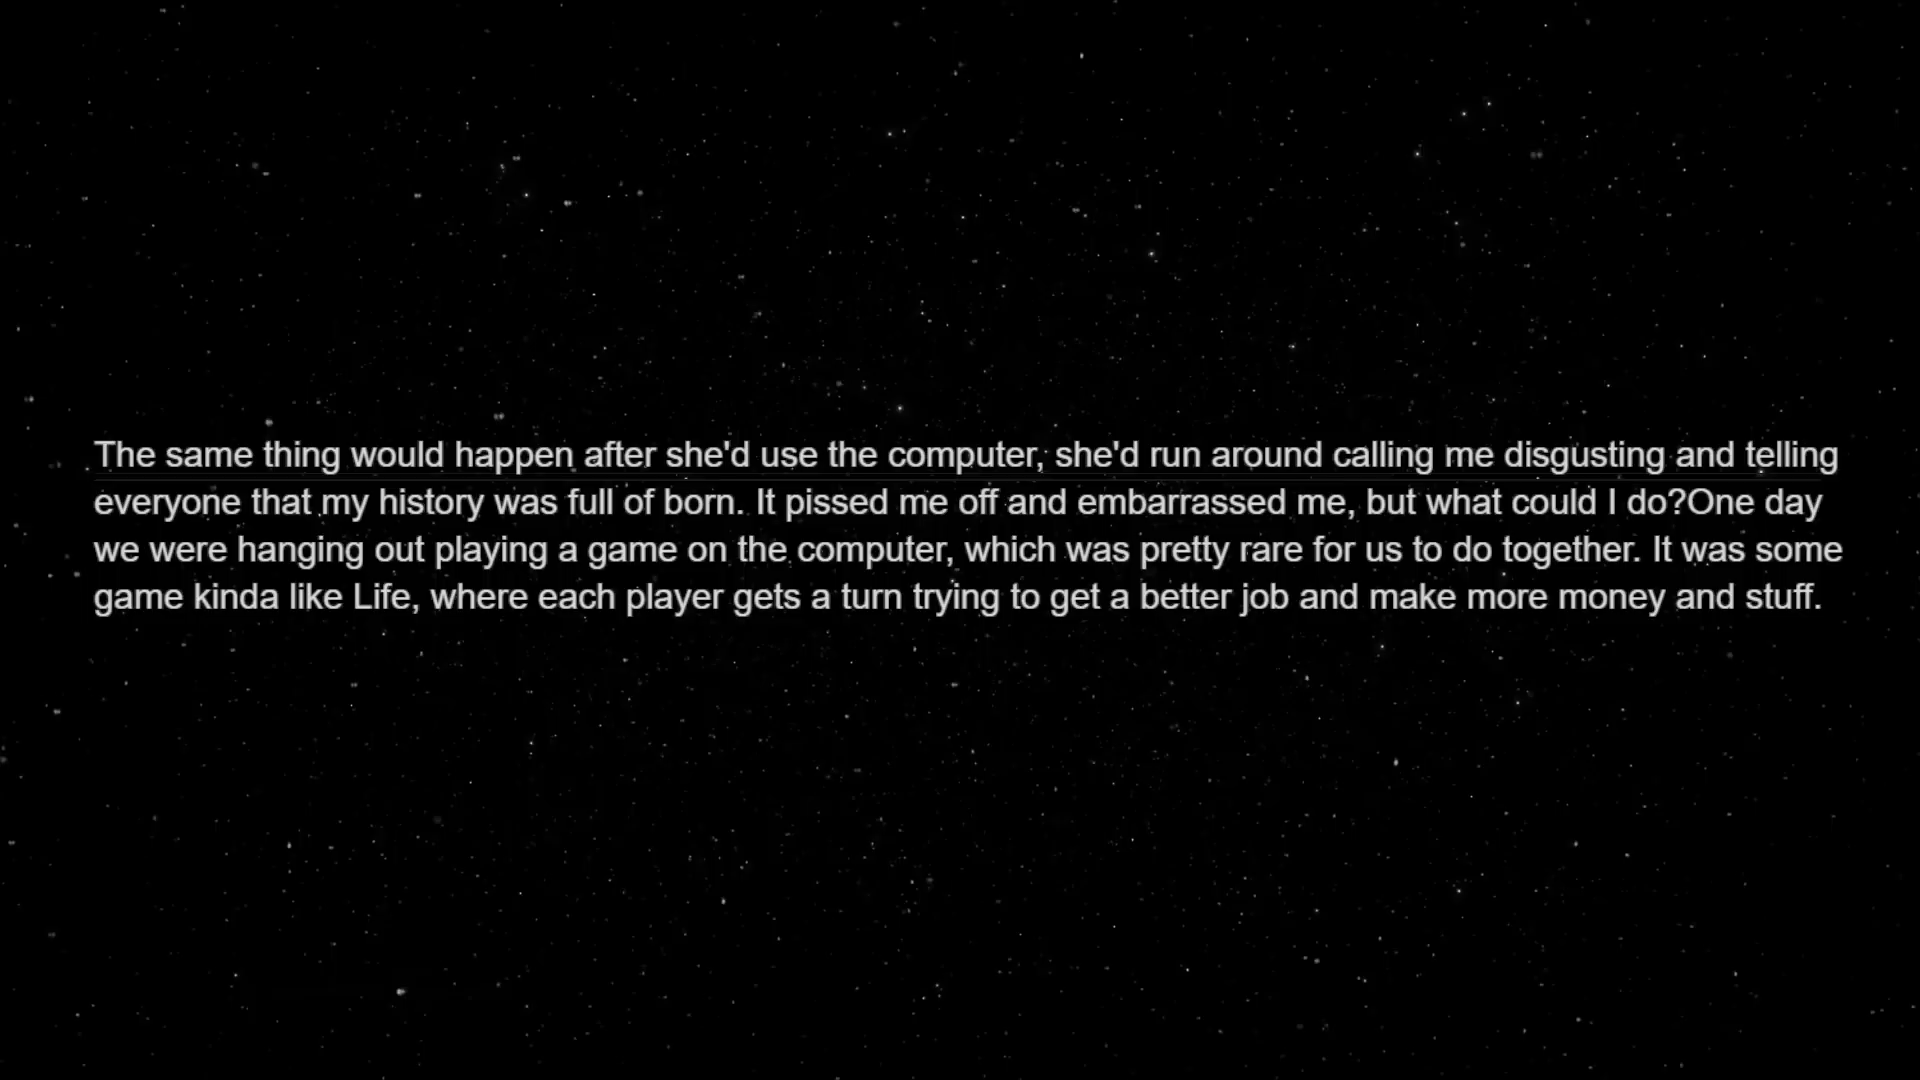 The same thing would happen after she'd use the computer, she'd run around calling me disgusting and telling
everyone that my history was full of born. It pissed me off and embarrassed me, but what could I do?One day
we were hanging out playing a game on the computer, which was pretty rare for us to do together. It was some
game kinda like Life, where each player gets a turn trying to get a better job and make more money and stuff.